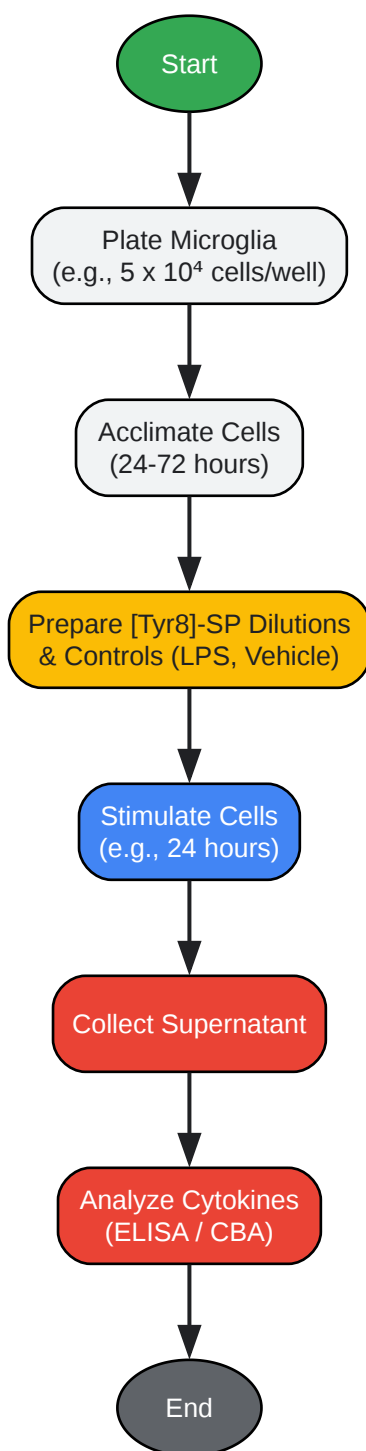 Start
Plate Microglia
(e.g., 5 x 10⁴ cells/well)
Acclimate Cells
(24-72 hours)
Prepare [Tyr8]-SP Dilutions
& Controls (LPS, Vehicle)
Stimulate Cells
(e.g., 24 hours)
Collect Supernatant
Analyze Cytokines
(ELISA / CBA)
End